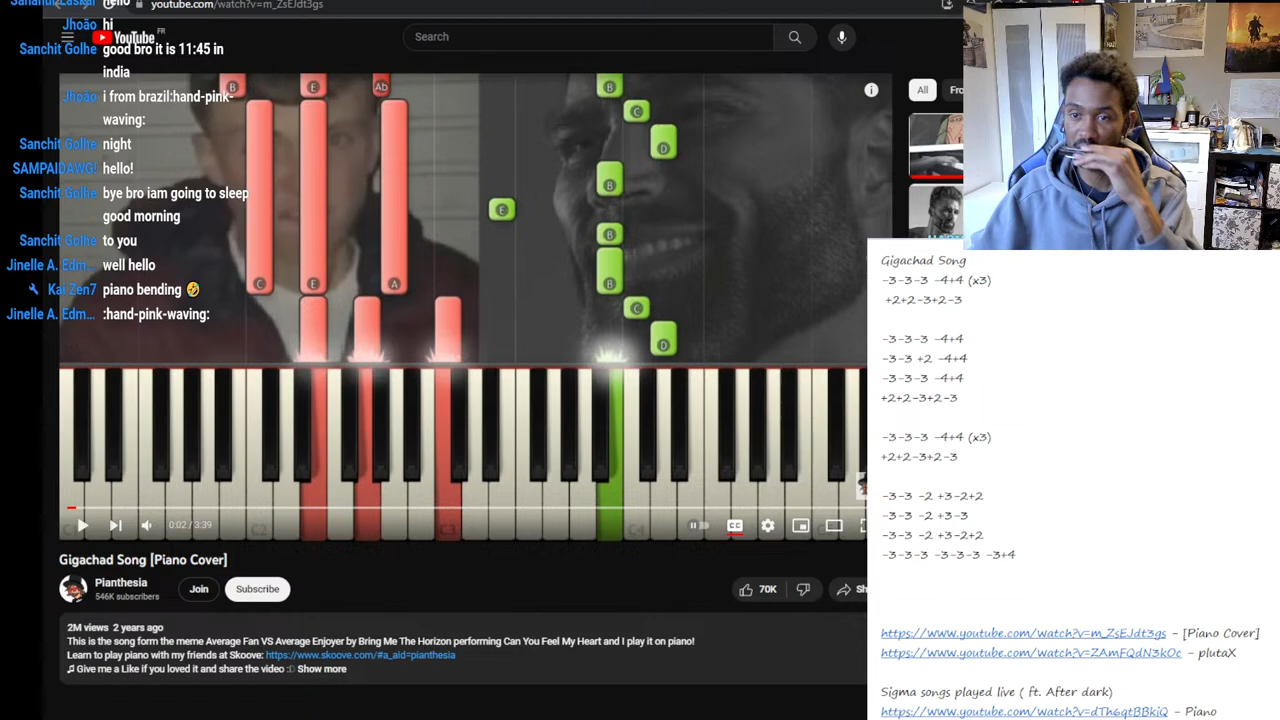 youtube.com/watch?v=m_ZsEJdt3gs
hello
Jhoão hi
Sanchit Golhe good bro it is 11:45 in
india
Jhoão i from brazil:hand-pink-
waving:
Sanchit Golhe night
SAMPAIDAWG! hello!
Sanchit Golhe bye bro iam going to sleep
good morning
Sanchit Golhe to you
Jinelle A. Edm... well hello
Kai Zen7 piano bending
Jinelle A. Edm... :hand-pink-waving:
YouTube FR
Search
All
B E Ab
B
C
D
B
E
B
C E A
B
C
D
C2
C3
C4
0:02 / 3:39
CC
Gigachad Song [Piano Cover]
Pianthesia
546K subscribers
Join
Subscribe
70K
2M views 2 years ago
This is the song form the meme Average Fan VS Average Enjoyer by Bring Me The Horizon performing Can You Feel My Heart and I play it on piano!
Learn to play piano with my friends at Skoove: https://www.skoove.com/#a_aid=pianthesia
Give me a Like if you loved it and share the video :D Show more
Gigachad Song
-3-3-3 -4+4 (x3)
+2+2-3+2-3
-3-3-3 -4+4
-3-3 +2 -4+4
-3-3-3 -4+4
+2+2-3+2-3
-3-3-3 -4+4 (x3)
+2+2-3+2-3
-3-3 -2 +3-2+2
-3-3 -2 +3-3
-3-3 -2 +3-2+2
-3-3-3 -3-3-3 -3+4
https://www.youtube.com/watch?v=m_ZsEJdt3gs - [Piano Cover]
https://www.youtube.com/watch?v=ZAmFQdN3kOc - plutaX
Sigma songs played live ( ft. After dark)
https://www.youtube.com/watch?v=dTh6qtBBkiQ - Piano